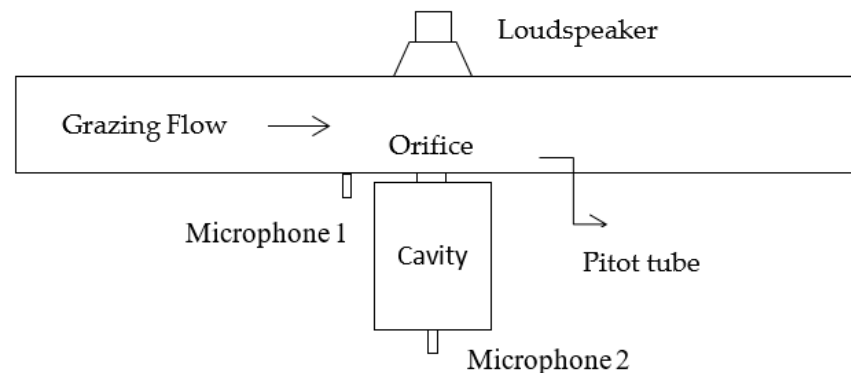 Loudspeaker
Grazing Flow
Orifice
Microphone 1
Cavity
Pitot tube
Microphone 2